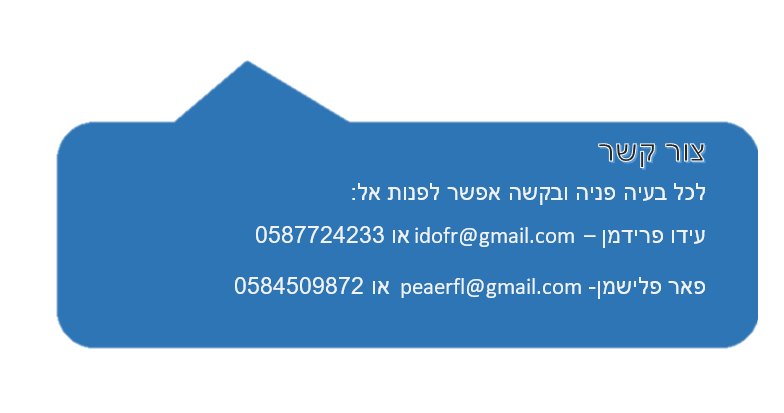 צור קשר
לכל בעיה פניה ובקשה אפשר לפנות אל:
עידו פרידמן – idofr@gmail.com או 0587724233
פאר פלישמן- peaerfl@gmail.com או 0584509872